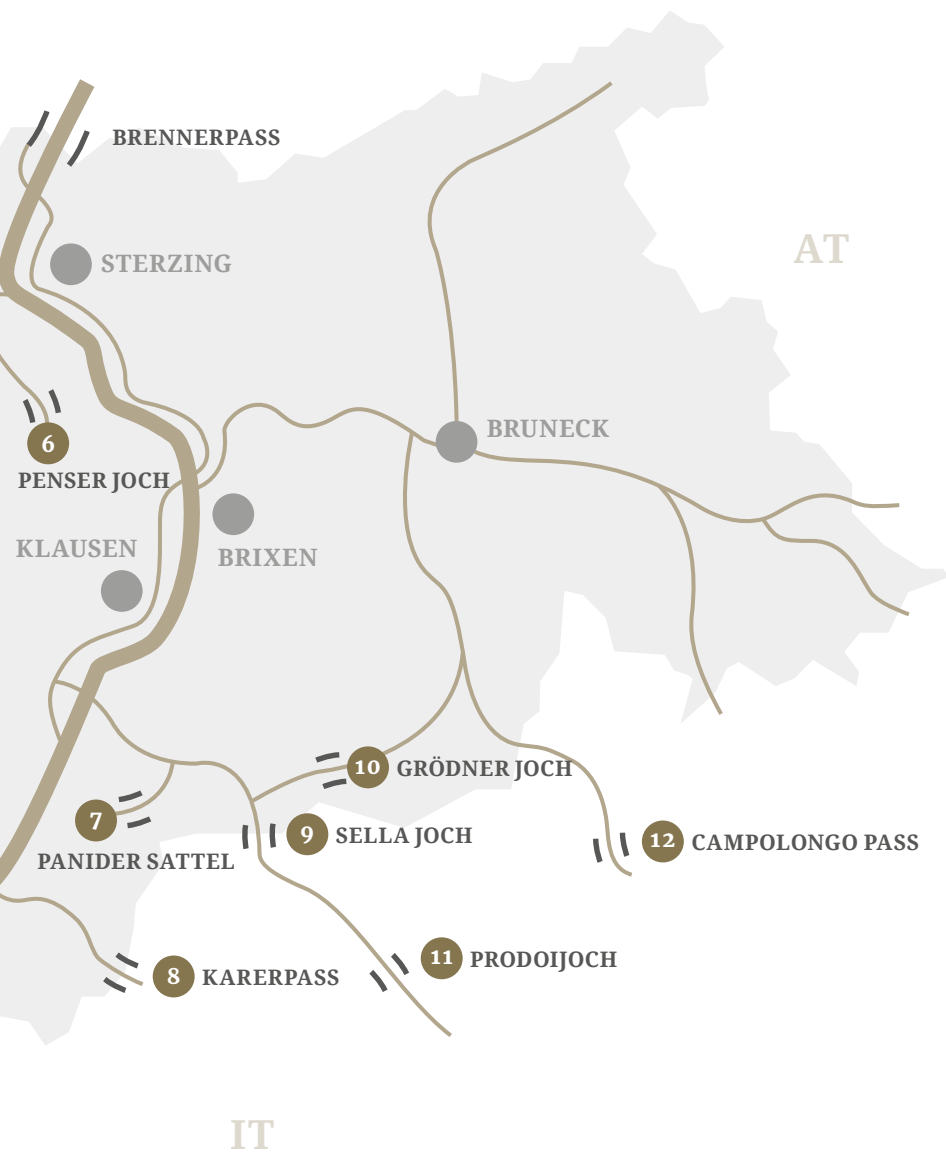 BRENNERPASS
AT
STERZING
BRUNECK
6
PENSER JOCH
KLAUSEN
BRIXEN
10 GRÖDNER JOCH
7
PANIDER SATTEL
9 SELLA JOCH
12 CAMPOLONGO PASS
11 PRODOIJOCH
8 KARERPASS
IT